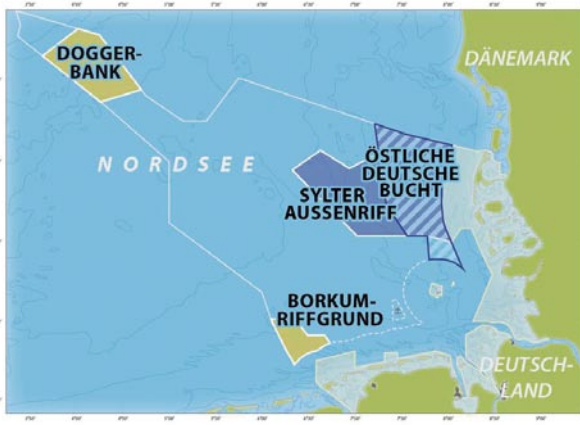 DOGGER-
BANK
DÄNEMARK
NORDSEE
ÖSTLICHE
DEUTSCHE
BUCHT
SYLTER
AUSSENRIFF
BORKUM-
RIFFGRUND
DEUTSCH-
LAND